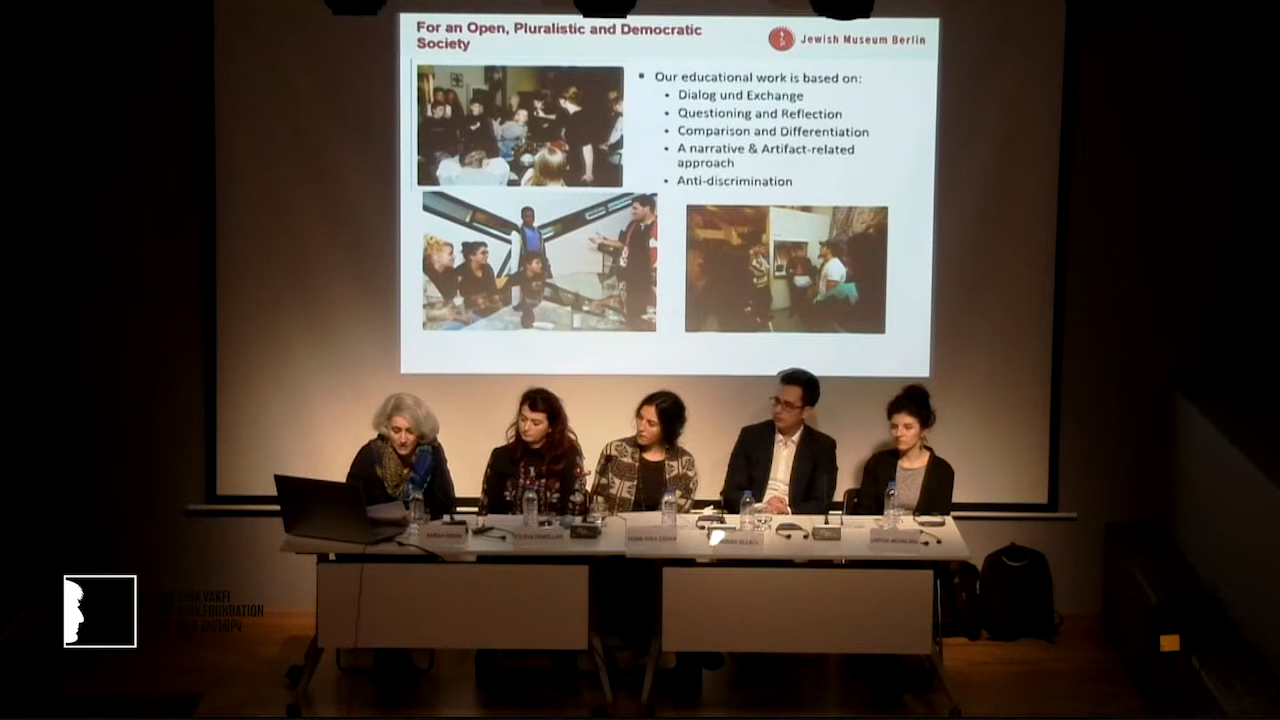 For an Open, Pluralistic and Democratic
Society
Jewish Museum Berlin
Our educational work is based on:
Dialog und Exchange
Questioning and Reflection
Comparison and Differentiation
A narrative & Artifact-related
approach
Anti-discrimination
VAKFI
FOUNDATION